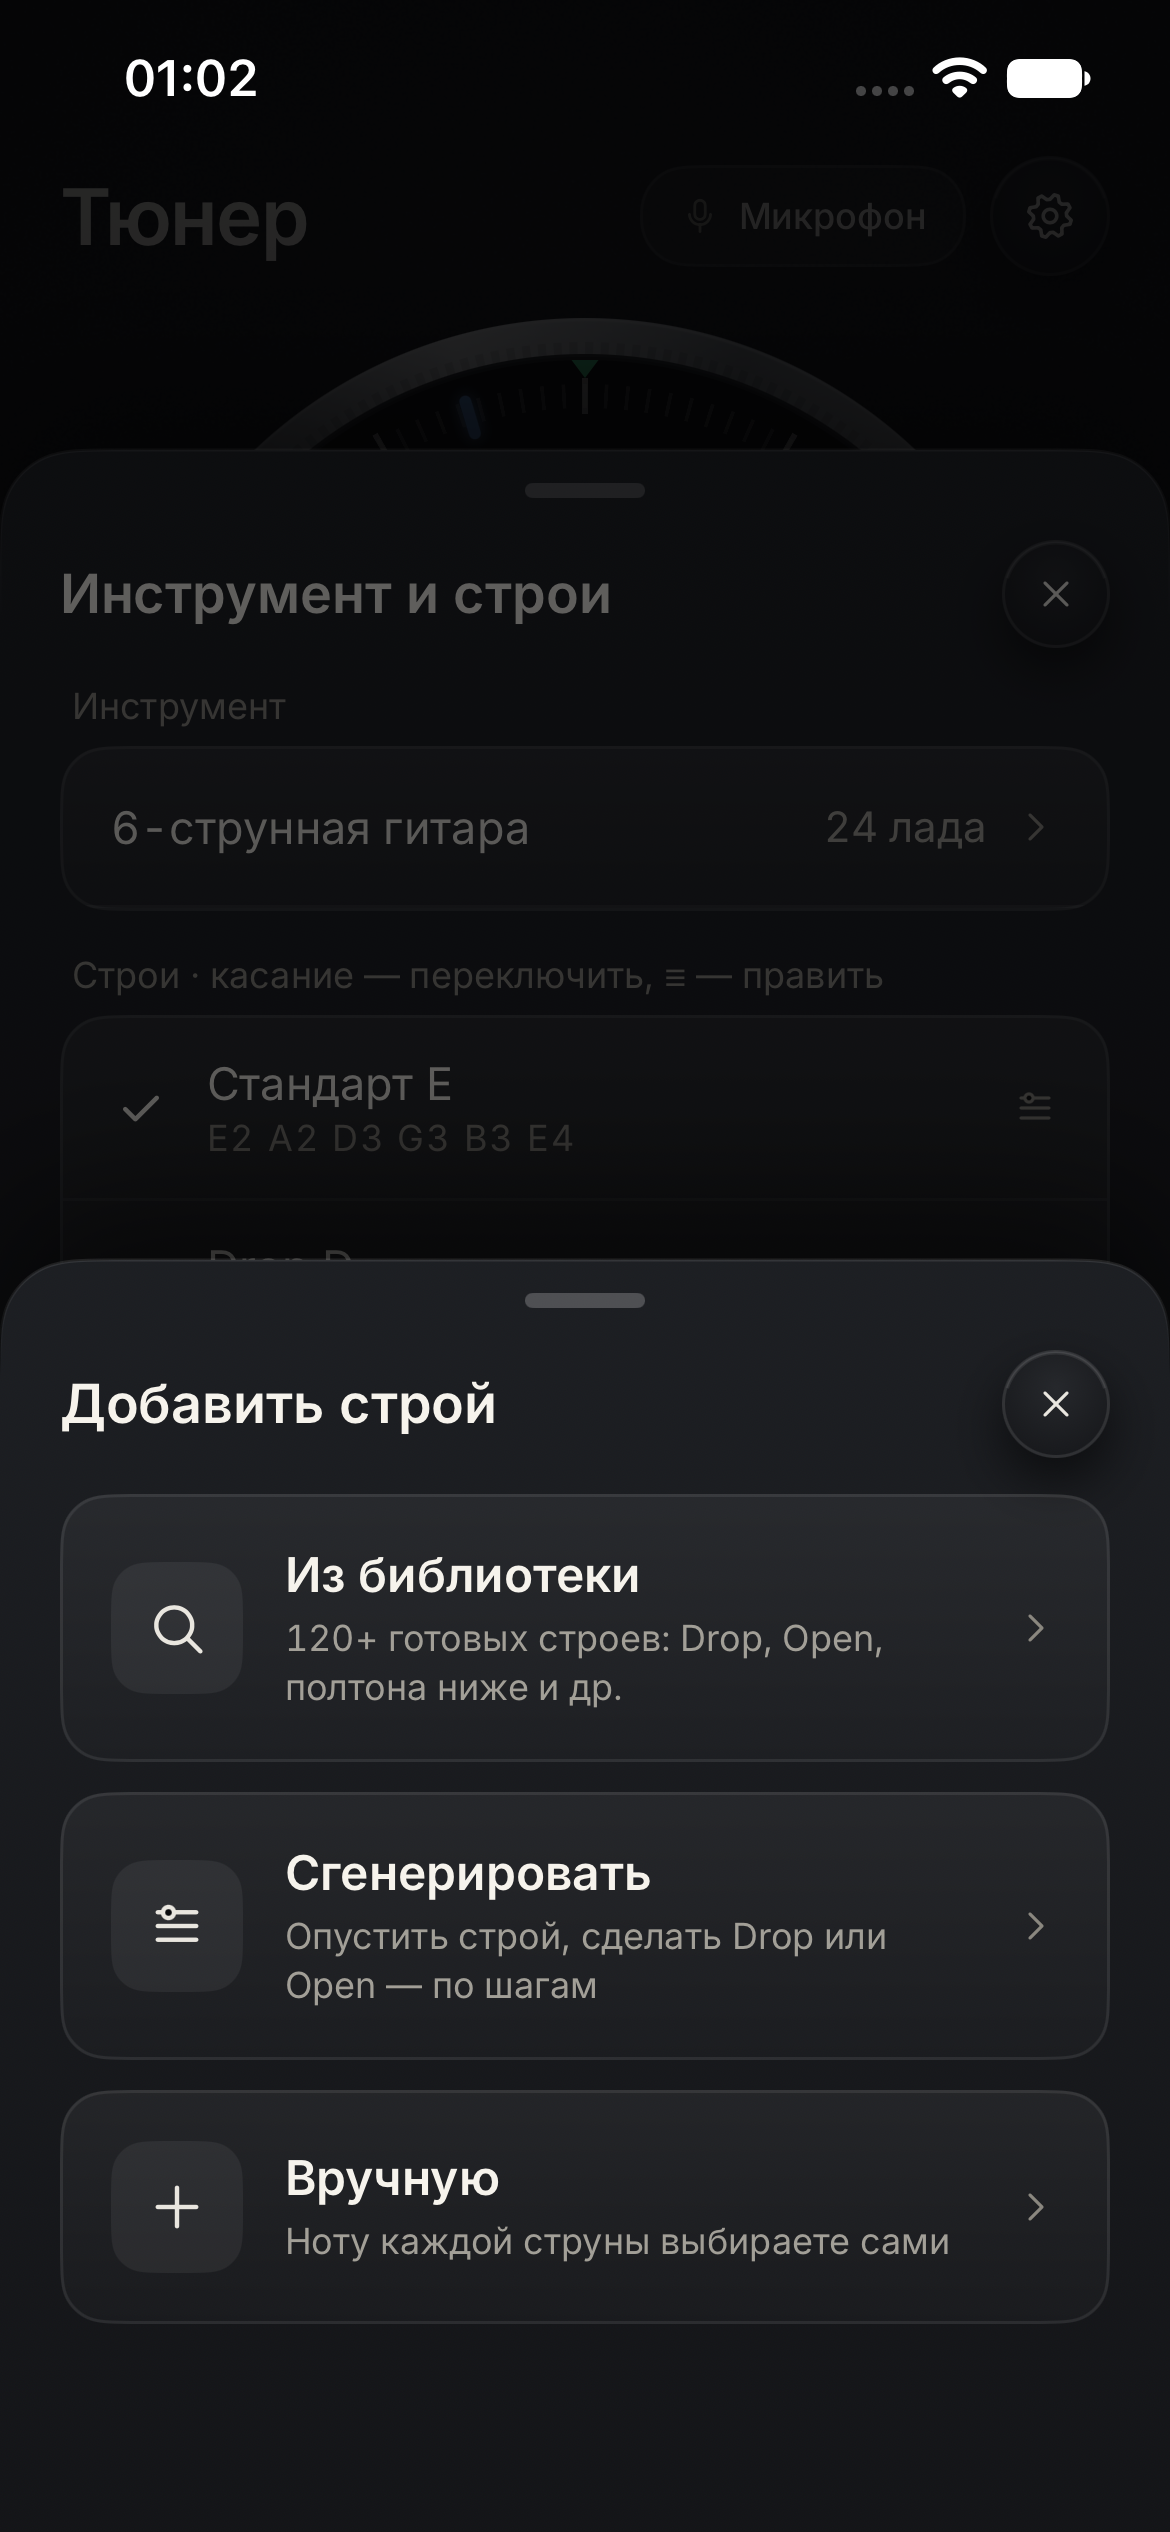 01:02
Тюнер
Микрофон
Инструмент и строи
Инструмент
6-струнная гитара
24 лада
Строи · касание — переключить, ≡ — править
Стандарт E
E2 A2 D3 G3 B3 E4
Drop D
Добавить строй
Из библиотеки
120+ готовых строев: Drop, Open,
полтона ниже и др.
Сгенерировать
Опустить строй, сделать Drop или
Open — по шагам
Вручную
Ноту каждой струны выбираете сами